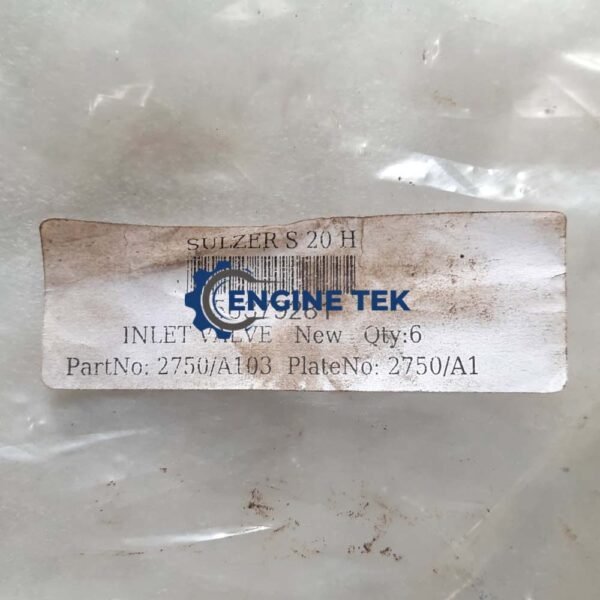 SULZER S 20 H
ENGINE TEK
INLET VALVE New Qty:6
PartNo: 2750/A103 PlateNo: 2750/A1